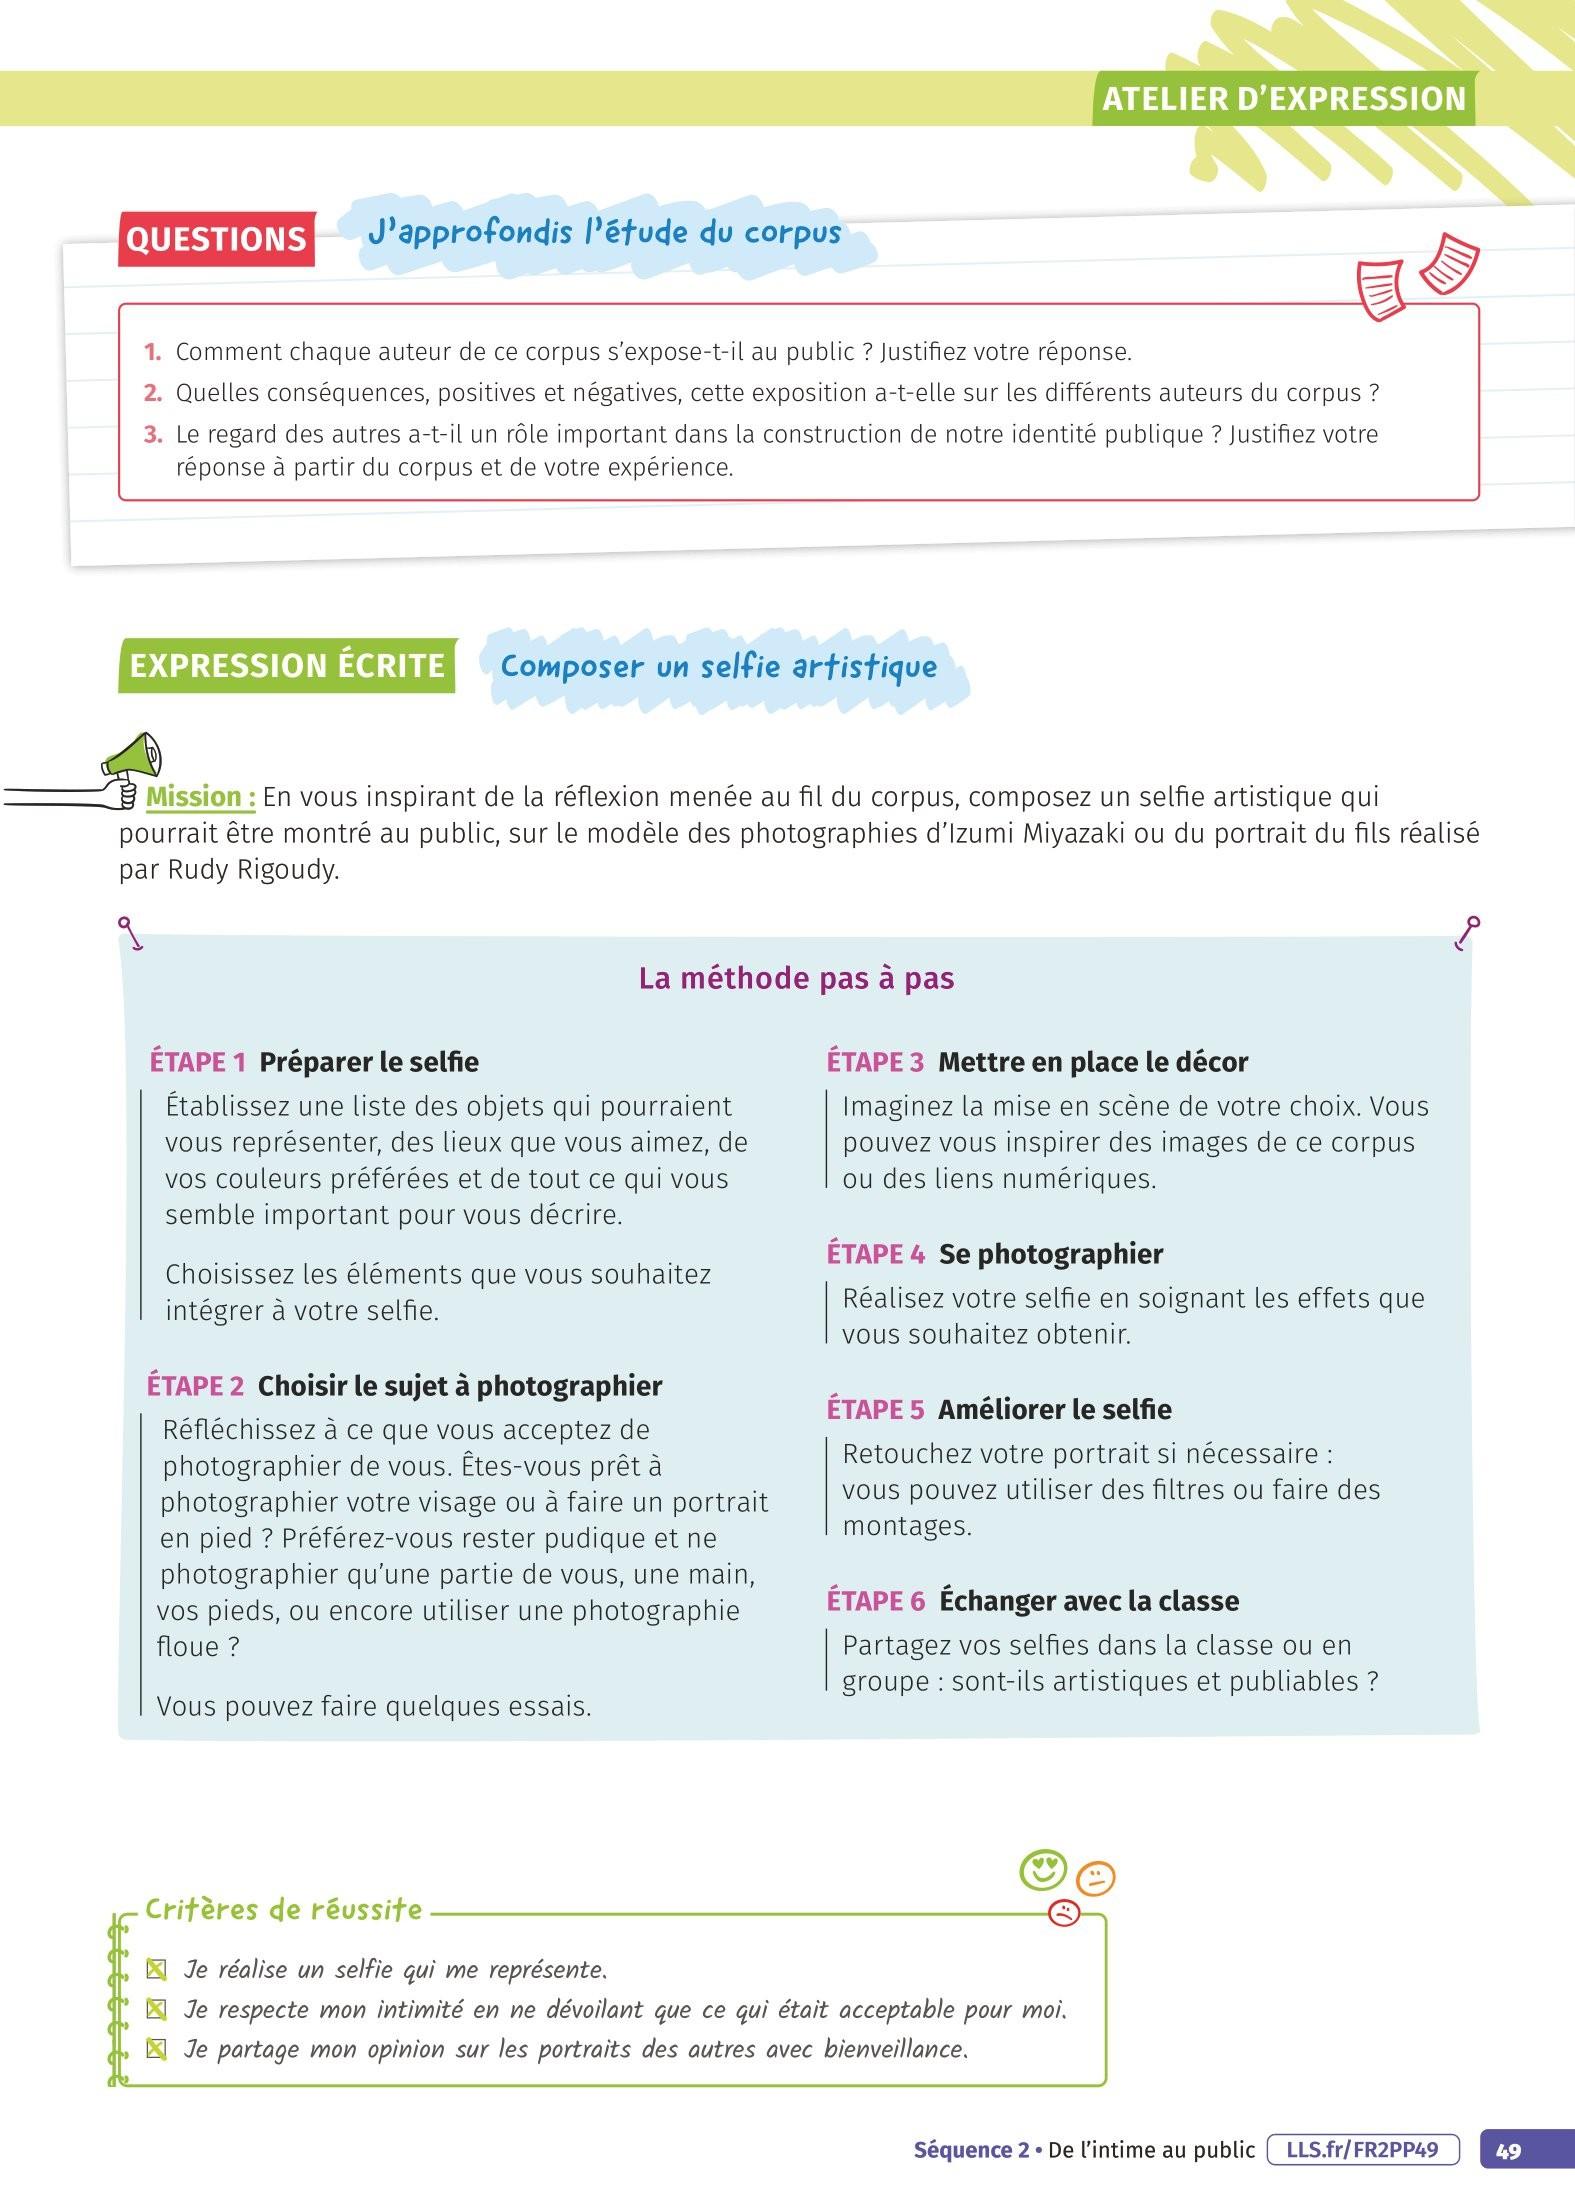 ATELIER D'EXPRESSION
QUESTIONS
J'approfondis l'étude du corpus
1. Comment chaque auteur de ce corpus s'expose-t-il au public ? Justifiez votre réponse.
2. Quelles conséquences, positives et négatives, cette exposition a-t-elle sur les différents auteurs du corpus ?
3. Le regard des autres a-t-il un rôle important dans la construction de notre identité publique ? Justifiez votre
réponse à partir du corpus et de votre expérience.
EXPRESSION ÉCRITE
Composer un selfie artistique
Mission : En vous inspirant de la réflexion menée au fil du corpus, composez un selfie artistique qui
pourrait être montré au public, sur le modèle des photographies d'Izumi Miyazaki ou du portrait du fils réalisé
par Rudy Rigoudy.
La méthode pas à pas
ÉTAPE 1 Préparer le selfie
Établissez une liste des objets qui pourraient
vous représenter, des lieux que vous aimez, de
vos couleurs préférées et de tout ce qui vous
semble important pour vous décrire.
Choisissez les éléments que vous souhaitez
intégrer à votre selfie.
ÉTAPE 2 Choisir le sujet à photographier
Réfléchissez à ce que vous acceptez de
photographier de vous. Êtes-vous prêt à
photographier votre visage ou à faire un portrait
en pied ? Préférez-vous rester pudique et ne
photographier qu'une partie de vous, une main,
vos pieds, ou encore utiliser une photographie
floue ?
Vous pouvez faire quelques essais.
ÉTAPE 3 Mettre en place le décor
Imaginez la mise en scène de votre choix. Vous
pouvez vous inspirer des images de ce corpus
ou des liens numériques.
ÉTAPE 4 Se photographier
Réalisez votre selfie en soignant les effets que
vous souhaitez obtenir.
ÉTAPE 5 Améliorer le selfie
Retouchez votre portrait si nécessaire :
vous pouvez utiliser des filtres ou faire des
montages.
ÉTAPE 6 Échanger avec la classe
Partagez vos selfies dans la classe ou en
groupe : sont-ils artistiques et publiables ?
Critères de réussite
Je réalise un selfie qui me représente.
Je respecte mon intimité en ne dévoilant que ce qui était acceptable pour moi.
Je partage mon opinion sur les portraits des autres avec bienveillance.
Séquence 2 • De l'intime au public LLS.fr/FR2PP49 49